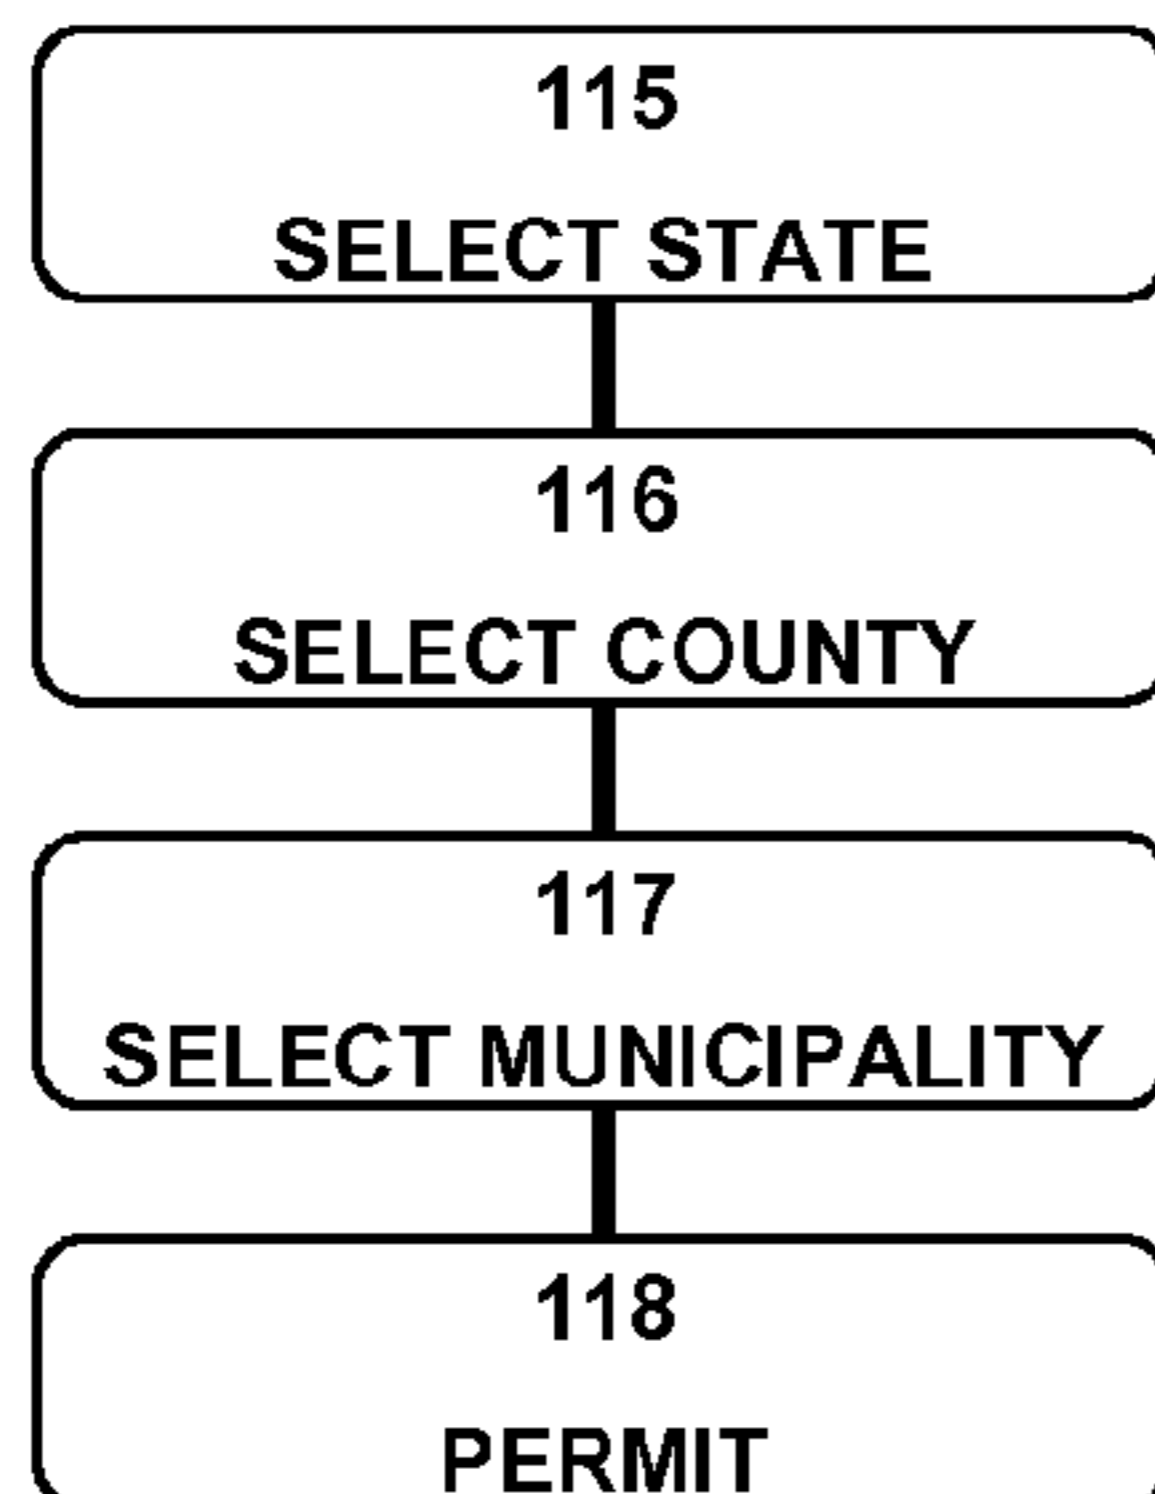 115
SELECT STATE
116
SELECT COUNTY
117
SELECT MUNICIPALITY
118
PERMIT